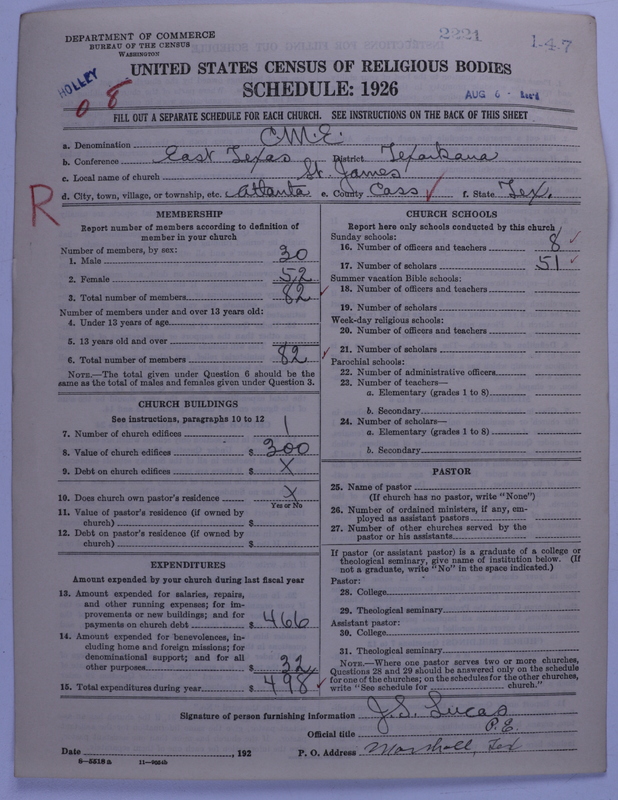 DEPARTMENT OF COMMERCE
BUREAU OF THE CENSUS
WASHINGTON
2221
1-4-7
HOLLEY
0 8
AUG 6 - Rec'd
UNITED STATES CENSUS OF RELIGIOUS BODIES
SCHEDULE: 1926
FILL OUT A SEPARATE SCHEDULE FOR EACH CHURCH. SEE INSTRUCTIONS ON THE BACK OF THIS SHEET
a. Denomination C.M.E.
b. Conference East Texas District Texarkana
c. Local name of church St. James
d. City, town, village, or township, etc. Atlanta e. County Cass f. State Tex.
R
MEMBERSHIP
Report number of members according to definition of
member in your church
Number of members, by sex:
1. Male 30
2. Female 52
3. Total number of members 82
Number of members under and over 13 years old:
4. Under 13 years of age
5. 13 years old and over
6. Total number of members 82
NOTE.—The total given under Question 6 should be
same as the total of males and females given under Question 3.
CHURCH BUILDINGS
See instructions, paragraphs 10 to 12
7. Number of church edifices 1
8. Value of church edifices $ 300
9. Debt on church edifices $ X
10. Does church own pastor's residence X
Yes or No
11. Value of pastor's residence (if owned by
church) $
12. Debt on pastor's residence (if owned by
church) $
EXPENDITURES
Amount expended by your church during last fiscal year
13. Amount expended for salaries, repairs,
and other running expenses; for im-
provements or new buildings; and for
payments on church debt $ 466
14. Amount expended for benevolences, in-
cluding home and foreign missions; for
denominational support; and for all
other purposes $ 32
15. Total expenditures during year $ 498
CHURCH SCHOOLS
Report here only schools conducted by this church
Sunday schools:
16. Number of officers and teachers 8
17. Number of scholars 51
Summer vacation Bible schools:
18. Number of officers and teachers
19. Number of scholars
Week-day religious schools:
20. Number of officers and teachers
21. Number of scholars
Parochial schools:
22. Number of administrative officers
23. Number of teachers—
a. Elementary (grades 1 to 8)
b. Secondary
24. Number of scholars—
a. Elementary (grades 1 to 8)
b. Secondary
PASTOR
25. Name of pastor
(If church has no pastor, write "None")
26. Number of ordained ministers, if any, em-
ployed as assistant pastors
27. Number of other churches served by the
pastor or his assistants
If pastor (or assistant pastor) is a graduate of a college or
theological seminary, give name of institution below. (If
not a graduate, write "No" in the space indicated.)
Pastor:
28. College
29. Theological seminary
Assistant pastor:
30. College
31. Theological seminary
NOTE.—Where one pastor serves two or more churches,
Questions 28 and 29 should be answered only on the schedule
for one of the churches; on the schedules for the other churches,
write "See schedule for church."
Signature of person furnishing information J. S. Lucas
Official title P.E.
Date , 192 P. O. Address Marshall, Tex
8-5518 a 11-9054b